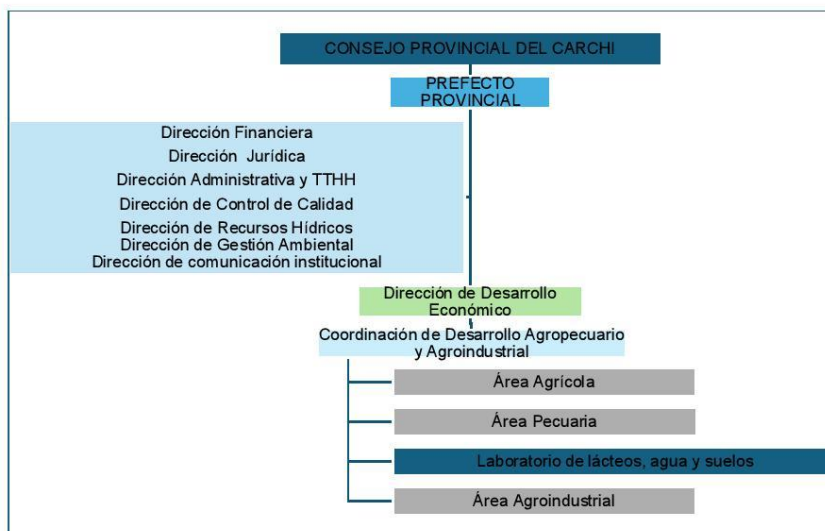 CONSEJO PROVINCIAL DEL CARCHI
PREFECTO
PROVINCIAL
Dirección Financiera
Dirección Jurídica
Dirección Administrativa y TTHH
Dirección de Control de Calidad
Dirección de Recursos Hídricos
Dirección de Gestión Ambiental
Dirección de comunicación institucional
Dirección de Desarrollo
Económico
Coordinación de Desarrollo Agropecuario
y Agroindustrial
Área Agrícola
Área Pecuaria
Laboratorio de lácteos, agua y suelos
Área Agroindustrial